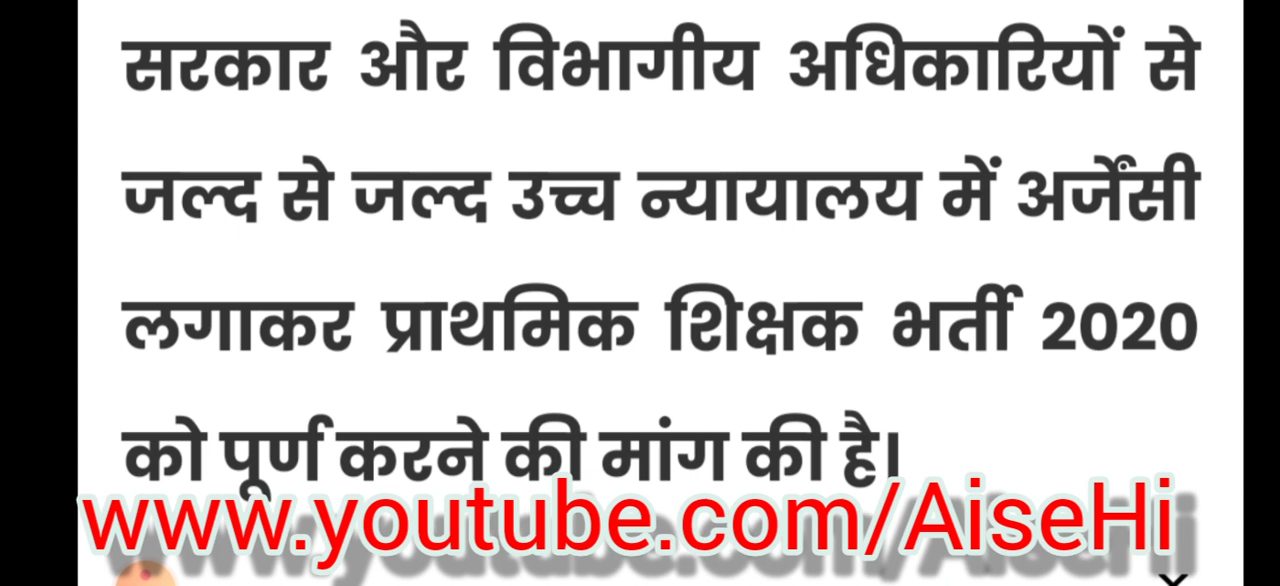 सरकार और विभागीय अधिकारियों से
जल्द से जल्द उच्च न्यायालय में अर्जेंसी
लगाकर प्राथमिक शिक्षक भर्ती 2020
को पूर्ण करने की मांग की है।
www.youtube.com/AiseHi